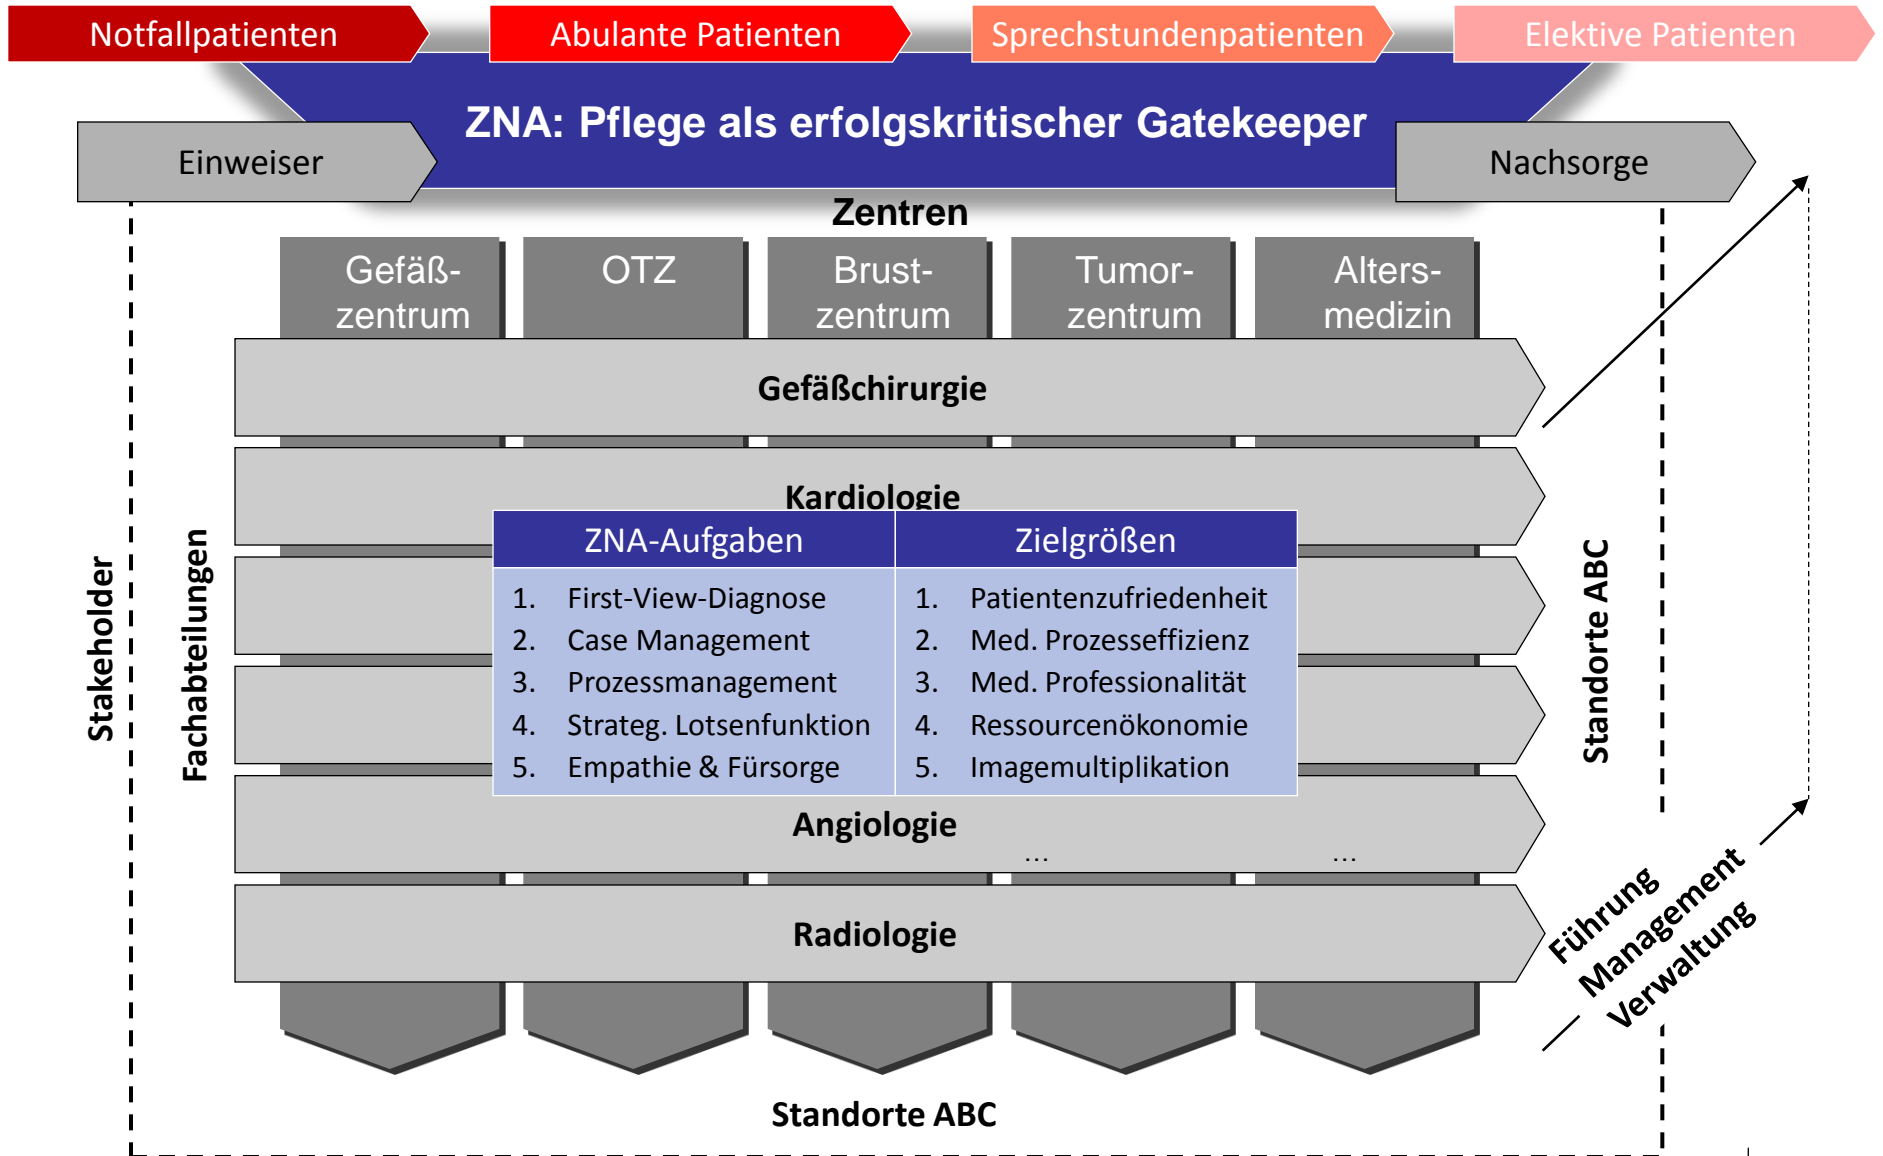 Notfallpatienten
Abulante Patienten
Sprechstundenpatienten
Elektive Patienten
ZNA: Pflege als erfolgskritischer Gatekeeper
Einweiser
Nachsorge
Zentren
Gefäß-
zentrum
OTZ
Brust-
zentrum
Tumor-
zentrum
Alters-
medizin
Gefäßchirurgie
Kardiologie
Stakeholder
Fachabteilungen
ZNA-Aufgaben
1. First-View-Diagnose
2. Case Management
3. Prozessmanagement
4. Strateg. Lotsenfunktion
5. Empathie & Fürsorge
Zielgrößen
1. Patientenzufriedenheit
2. Med. Prozesseffizienz
3. Med. Professionalität
4. Ressourcenökonomie
5. Imagemultiplikation
Standorte ABC
Angiologie
... ...
Radiologie
Führung
Management
Verwaltung
Standorte ABC